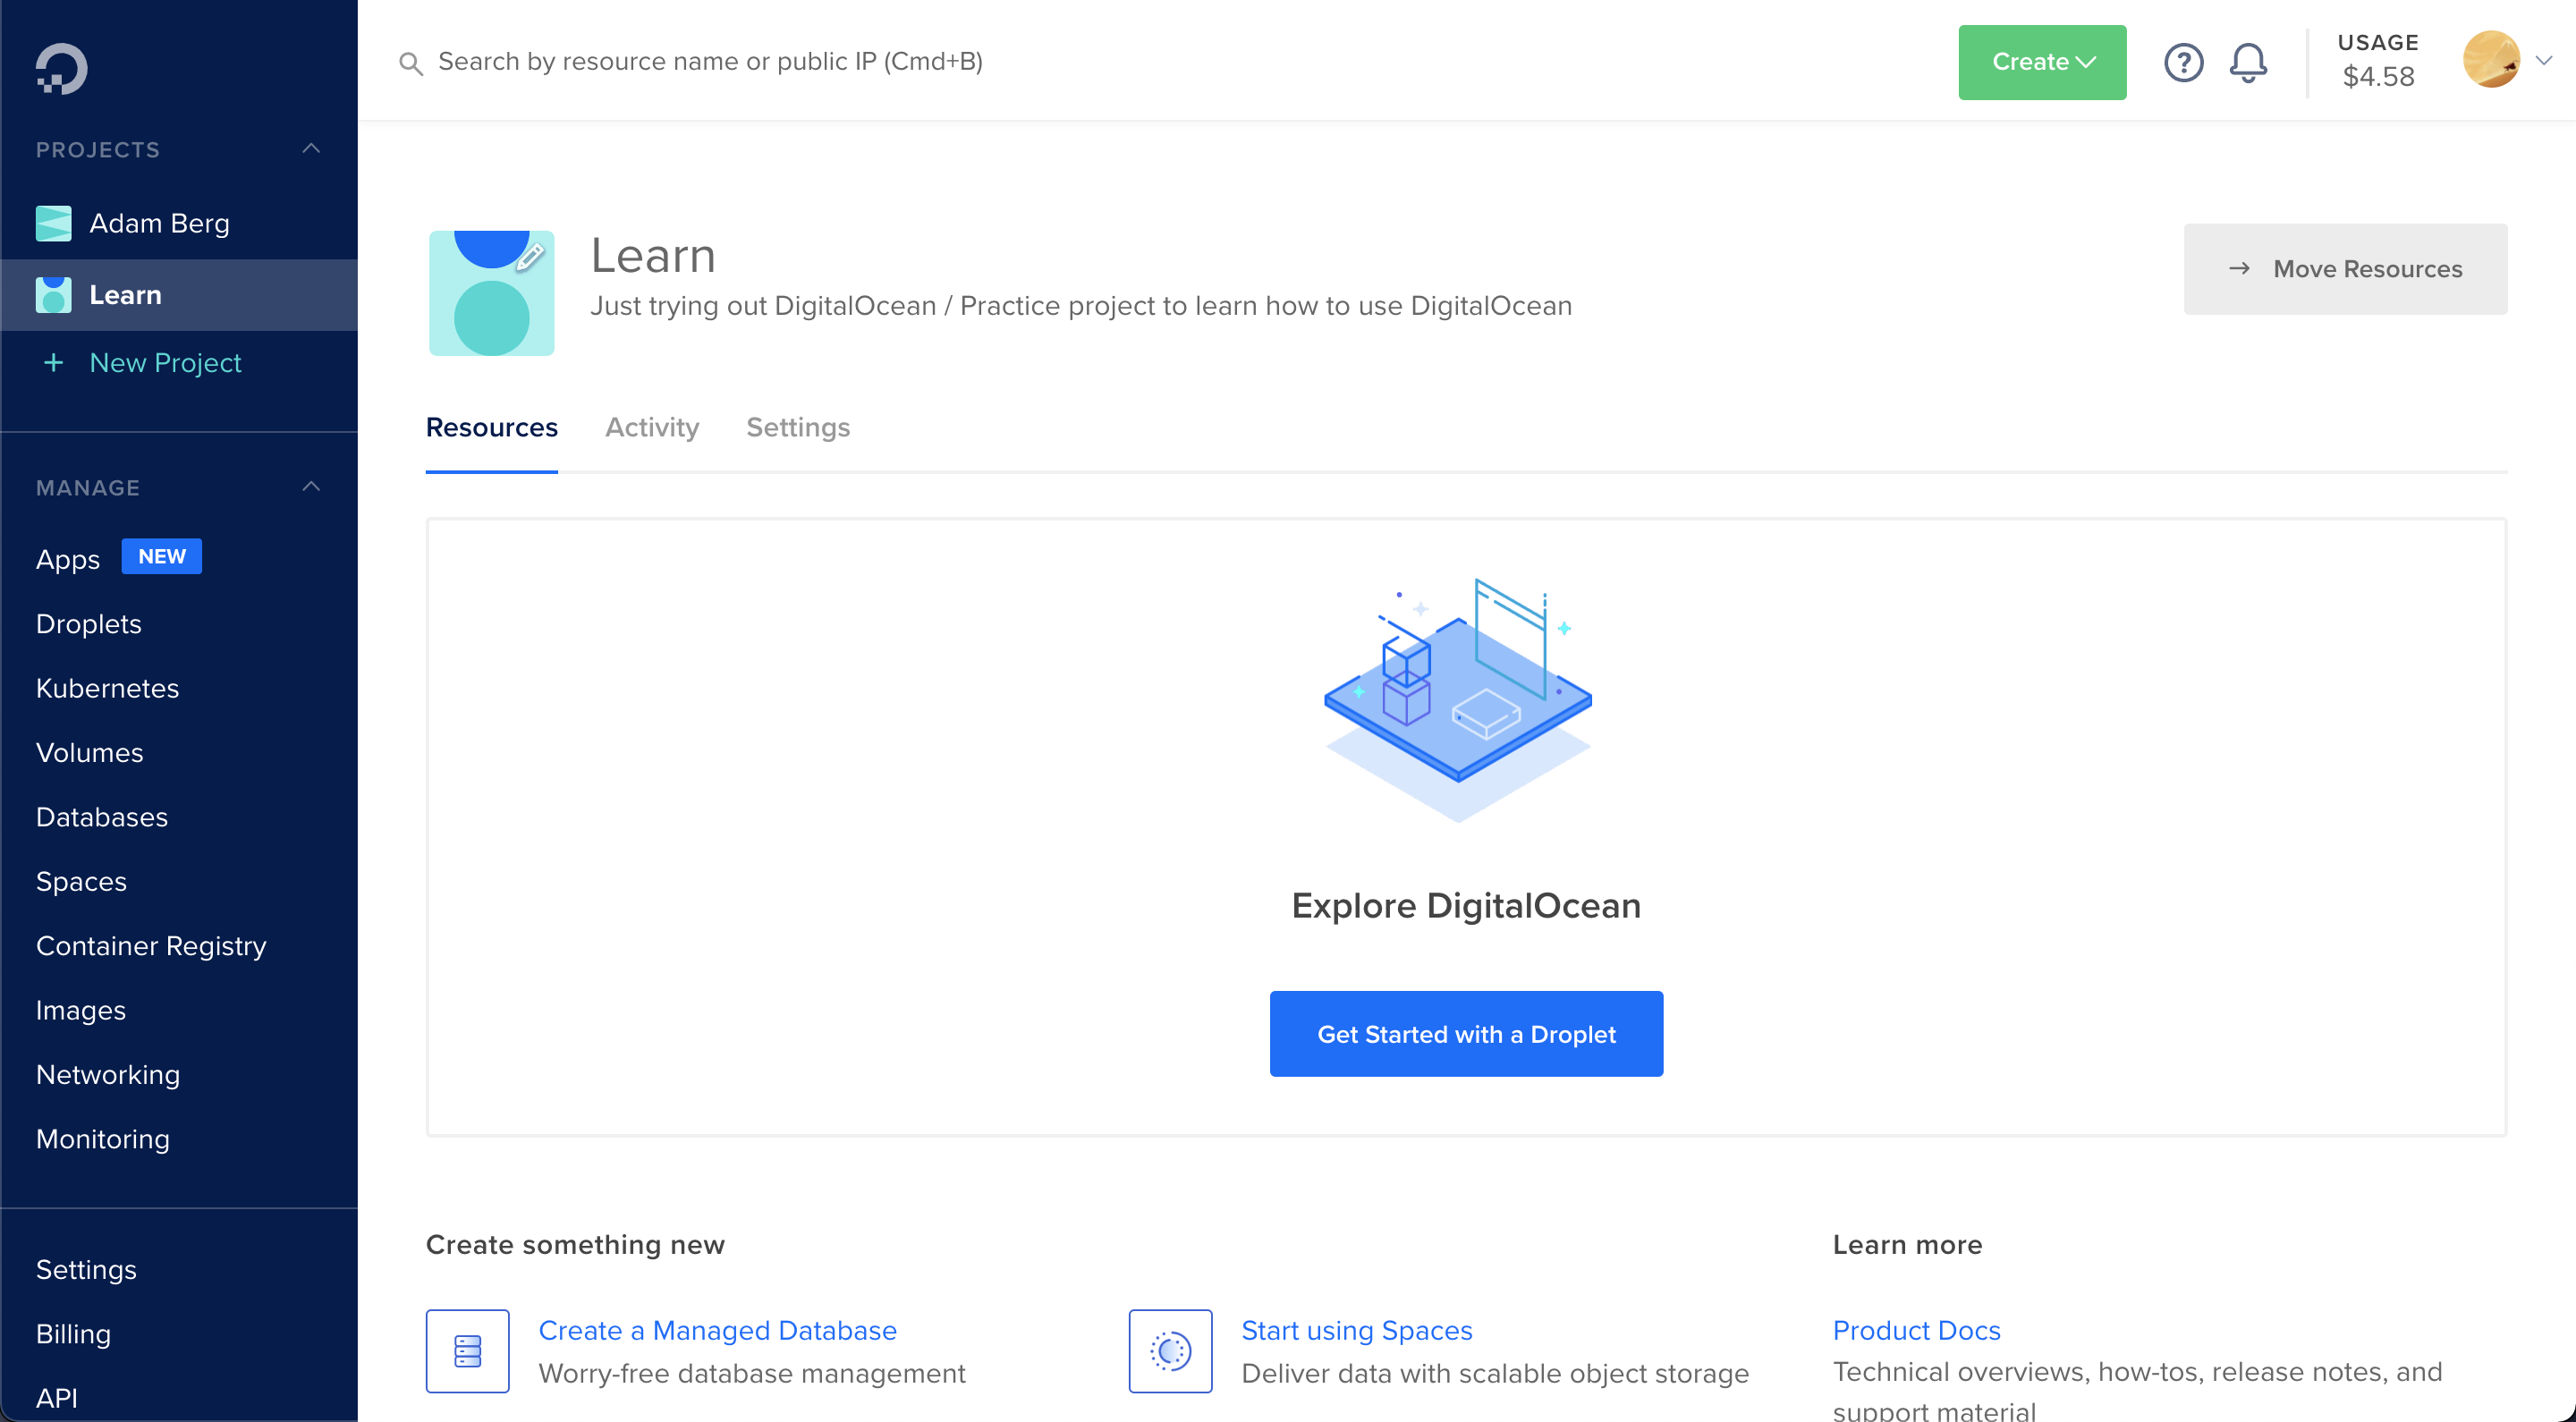 PROJECTS
Adam Berg
Learn
+ New Project
MANAGE
Apps NEW
Droplets
Kubernetes
Volumes
Databases
Spaces
Container Registry
Images
Networking
Monitoring
Settings
Billing
API
Search by resource name or public IP (Cmd+B)
Create
?
USAGE
$4.58
Learn
Just trying out DigitalOcean / Practice project to learn how to use DigitalOcean
→ Move Resources
Resources Activity Settings
Explore DigitalOcean
Get Started with a Droplet
Create something new
Create a Managed Database
Worry-free database management
Start using Spaces
Deliver data with scalable object storage
Learn more
Product Docs
Technical overviews, how-tos, release notes, and
support material